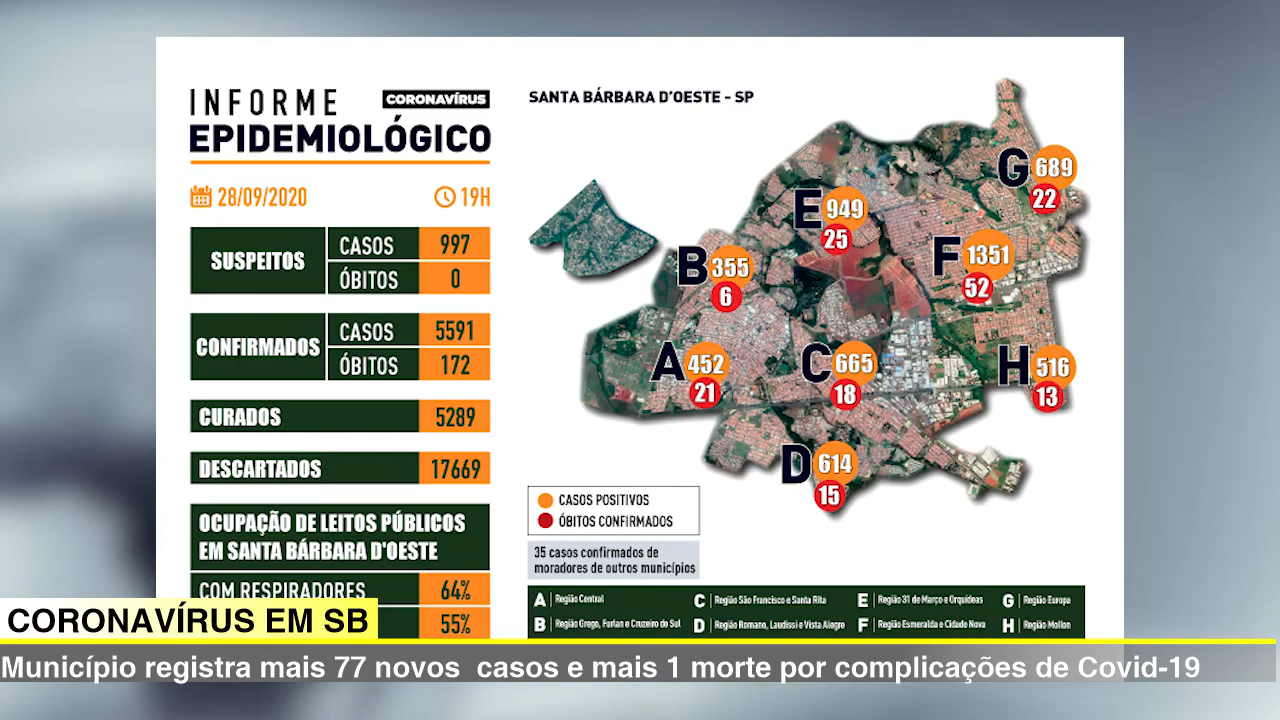 INFORME
CORONAVÍRUS
EPIDEMIOLÓGICO
28/09/2020
19H
SUSPEITOS
CASOS 997
ÓBITOS 0
CONFIRMADOS
CASOS 5591
ÓBITOS 172
CURADOS 5289
DESCARTADOS 17669
OCUPAÇÃO DE LEITOS PÚBLICOS
EM SANTA BÁRBARA D'OESTE
COM RESPIRADORES 64%
55%
SANTA BÁRBARA D'OESTE - SP
G 689
22
E 949
25
F 1351
52
B 355
6
A 452
21
C 665
18
H 516
13
D 614
15
CASOS POSITIVOS
ÓBITOS CONFIRMADOS
35 casos confirmados de
moradores de outros municípios
A Região Central
B Região Grego, Furlan e Cruzeiro do Sul
C Região São Francisco e Santa Rita
D Região Romano, Laudissi e Vista Alegre
E Região 31 de Março e Orquídeas
F Região Esmeralda e Cidade Nova
G Região Europa
H Região Mollon
CORONAVÍRUS EM SB
Município registra mais 77 novos  casos e mais 1 morte por complicações de Covid-19